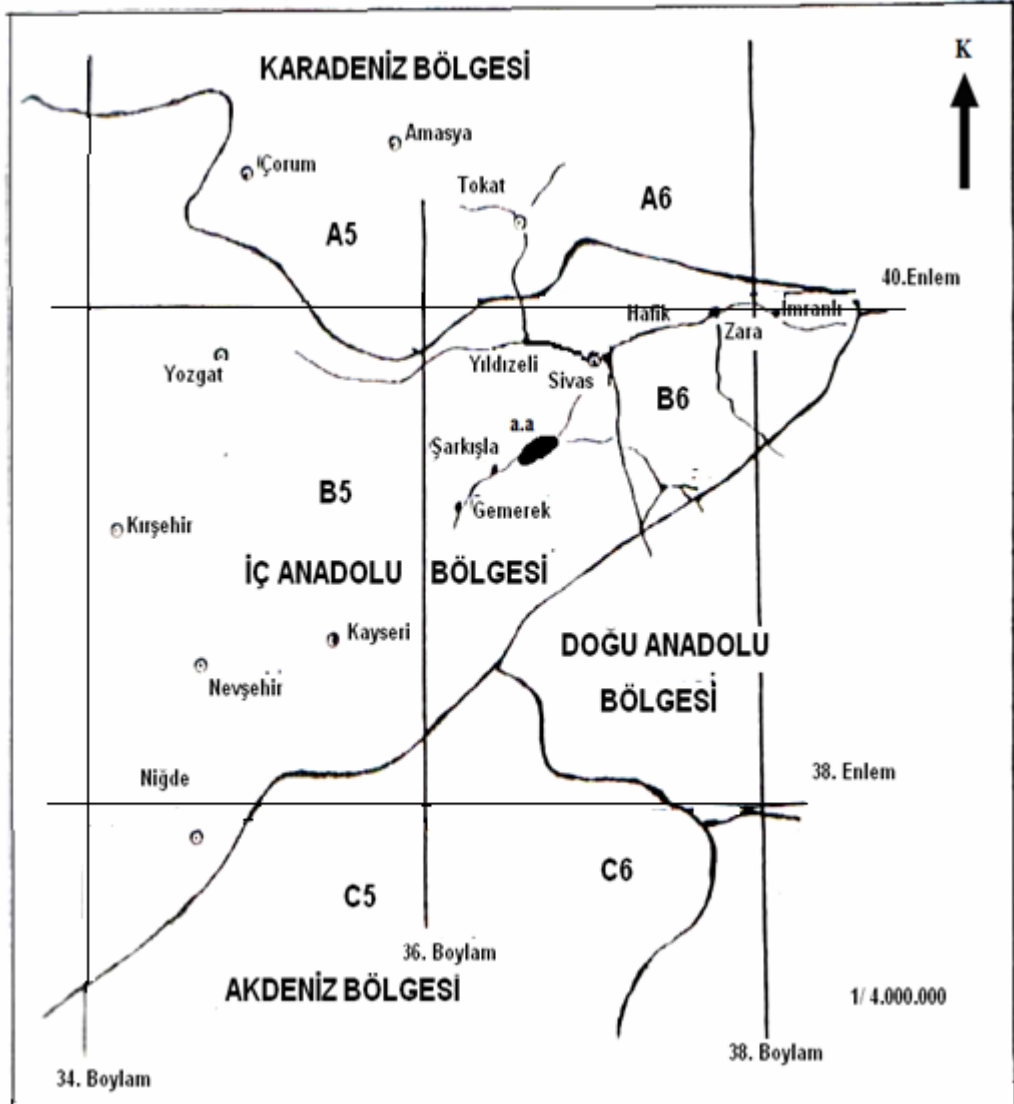 KARADENİZ BÖLGESİ
K
Amasya
Çorum
Tokat
A6
A5
40.Enlem
Hafik
İmranlı
Zara
Yıldızeli
Yozgat
Sivas
B6
a.a
Şarkışla
B5
Gemerek
Kırşehir
İÇ ANADOLU BÖLGESİ
Kayseri
DOĞU ANADOLU
BÖLGESİ
Nevşehir
Niğde
38. Enlem
C6
C5
36. Boylam
AKDENİZ BÖLGESİ
1/ 4.000.000
38. Boylam
34. Boylam